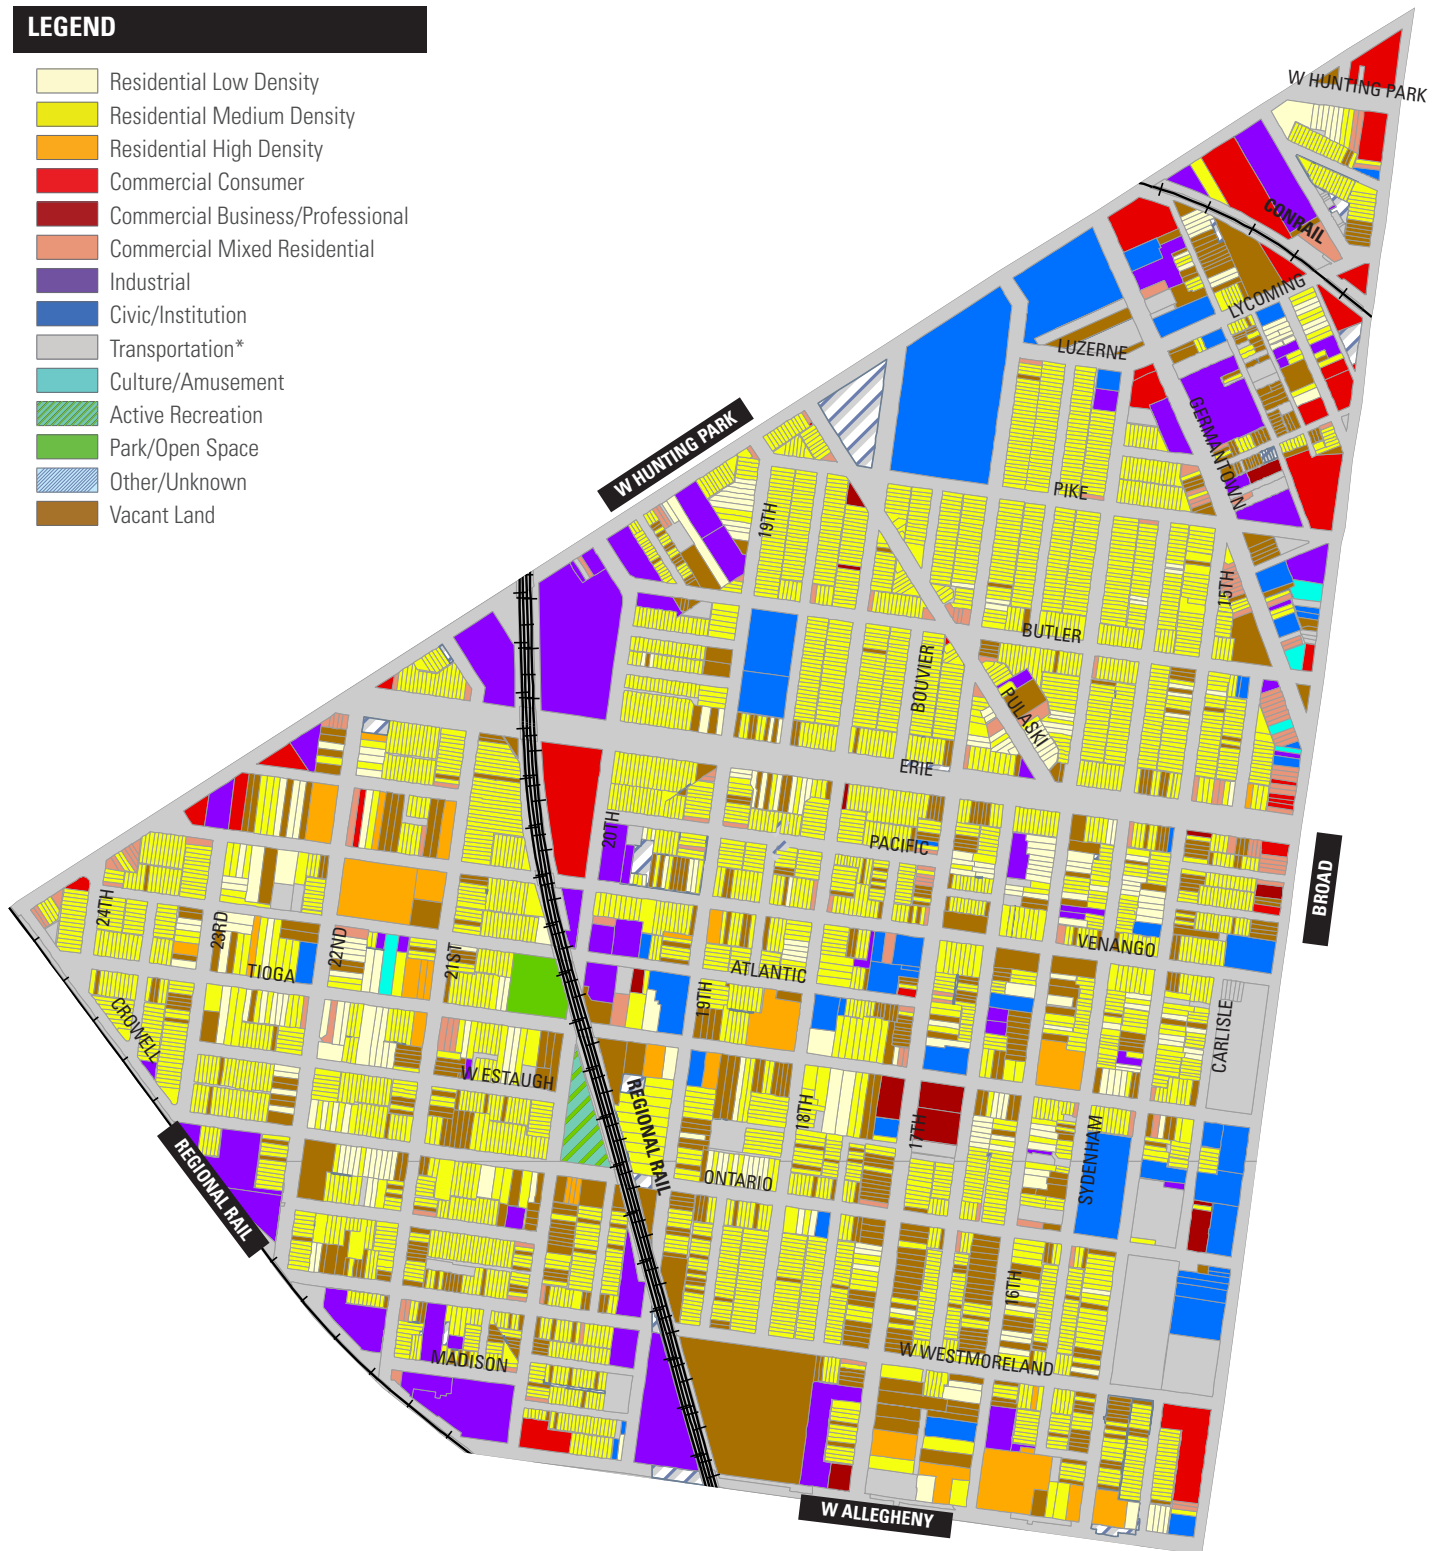 LEGEND
Residential Low Density
Residential Medium Density
Residential High Density
Commercial Consumer
Commercial Business/Professional
Commercial Mixed Residential
Industrial
Civic/Institution
Transportation*
Culture/Amusement
Active Recreation
Park/Open Space
Other/Unknown
Vacant Land
W HUNTING PARK
CONRAIL
LYCOMING
LUZERNE
GERMANTOWN
W HUNTING PARK
PIKE
19TH
15TH
BUTLER
BOUVIER
PULASKI
ERIE
20TH
PACIFIC
BROAD
24TH
23RD
22ND
21ST
VENANGO
TIOGA
ATLANTIC
19TH
CROWELL
CARLISLE
W ESTAUGH
REGIONAL RAIL
18TH
17TH
SYDENHAM
REGIONAL RAIL
ONTARIO
16TH
MADISON
W WESTMORELAND
W ALLEGHENY